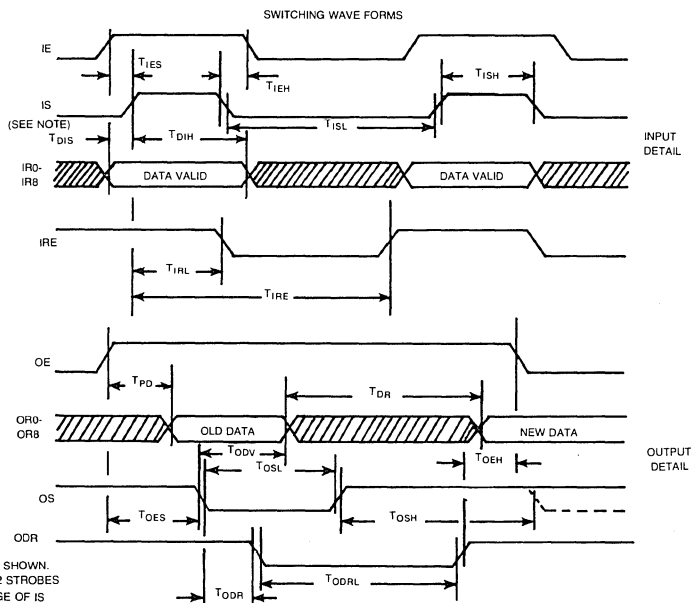 SWITCHING WAVE FORMS
IE
TIES
TIEH
TISH
IS
(SEE NOTE)
TISL
INPUT
DETAIL
TDIS
TDIH
IR0-
IR8
DATA VALID
DATA VALID
IRE
TIRL
TIRE
OE
TPD
TDR
OR0-
OR8
OLD DATA
NEW DATA
TODV
TOEH
OUTPUT
DETAIL
TOSL
OS
TOES
TOSH
ODR
SHOWN.
2 STROBES
GE OF IS
TODR
TODRL